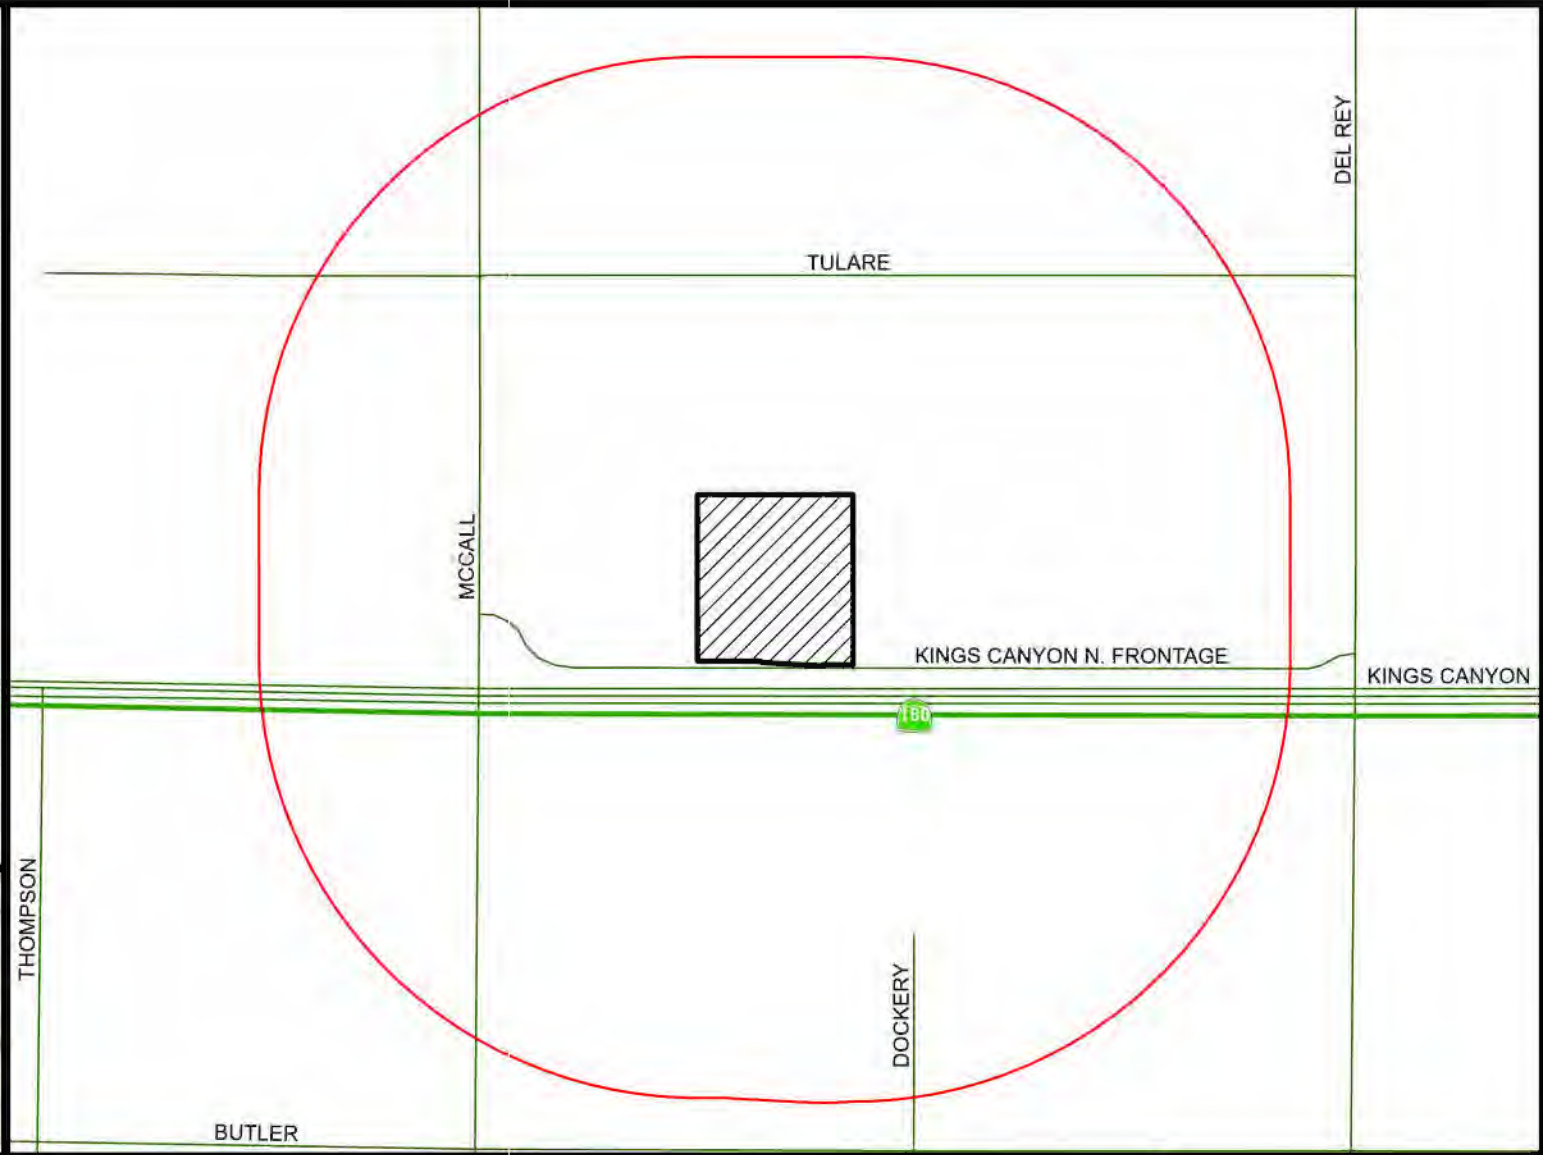 DEL REY
TULARE
MCCALL
KINGS CANYON N. FRONTAGE
KINGS CANYON
180
THOMPSON
DOCKERY
BUTLER